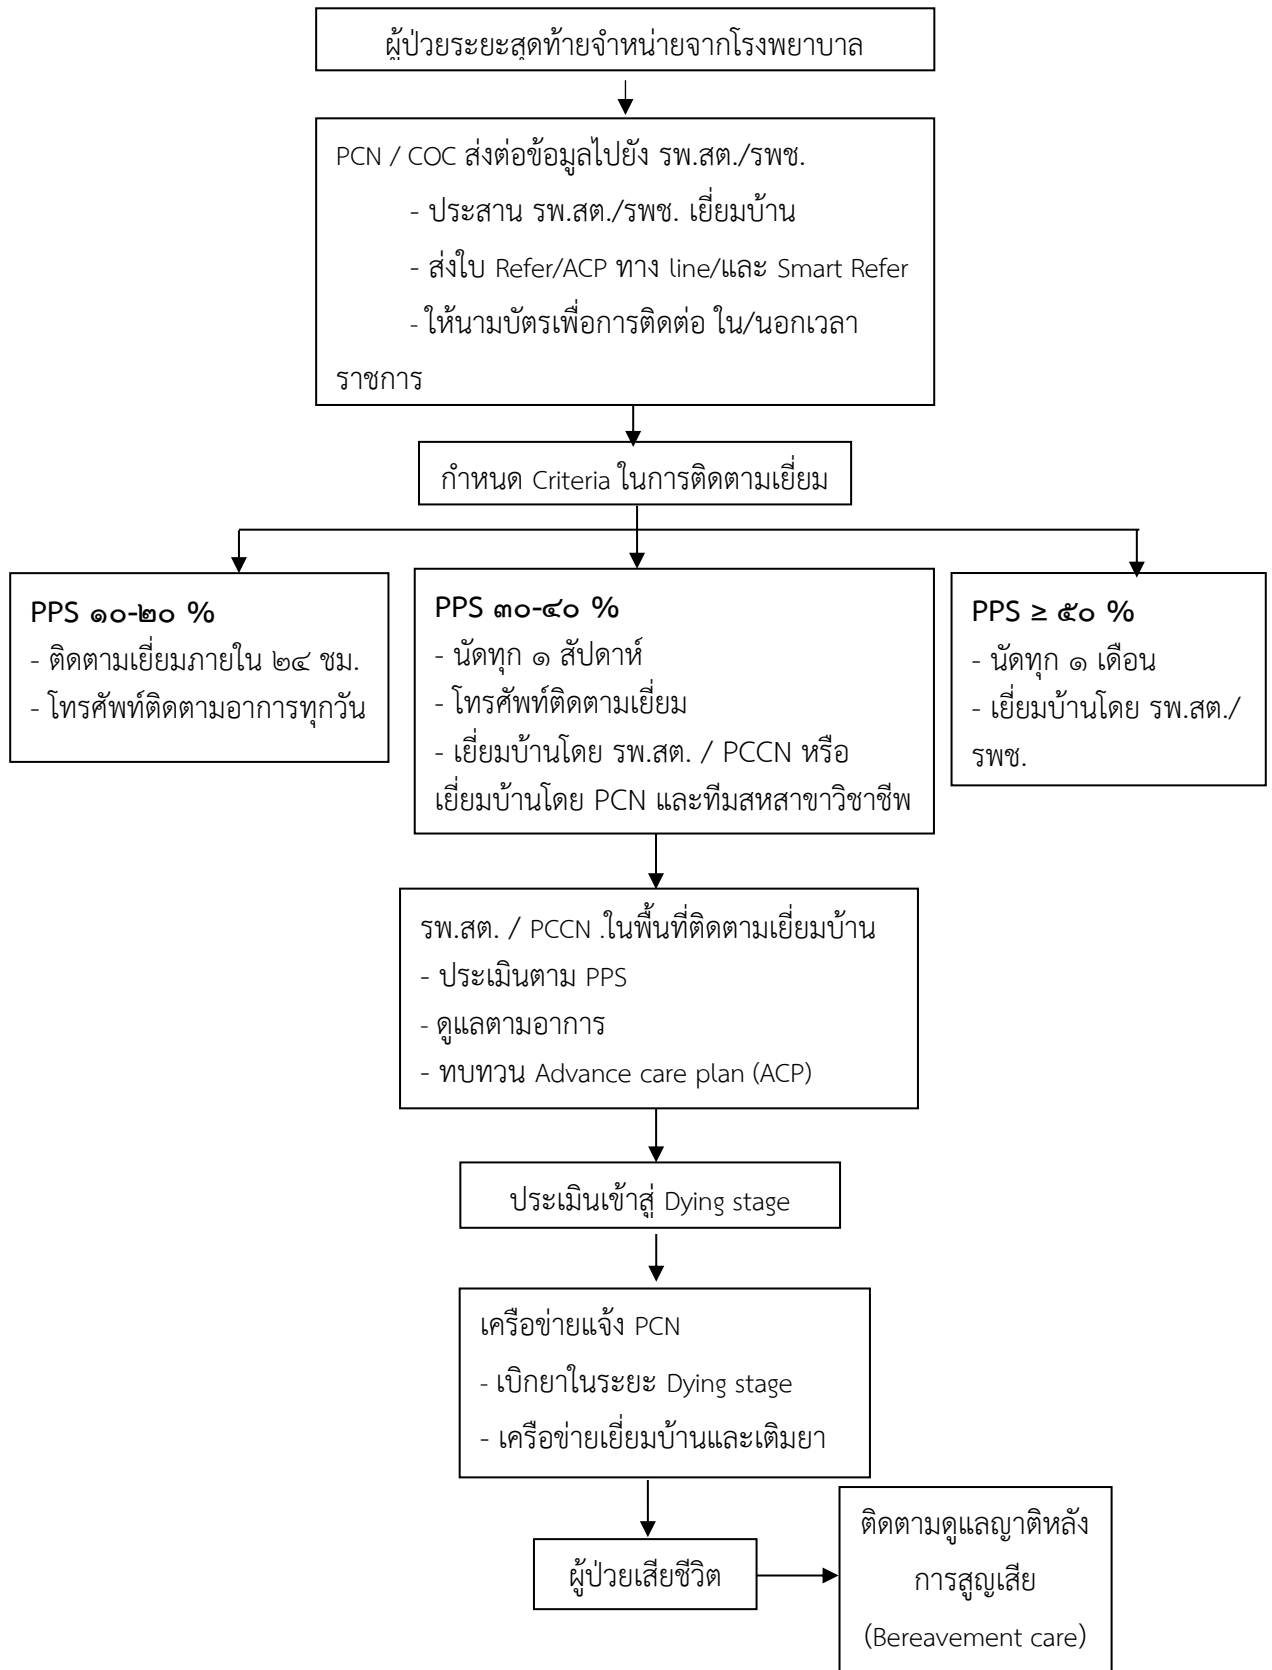 ผู้ป่วยระยะสุดท้ายจำหน่ายจากโรงพยาบาล
PCN / COC ส่งต่อข้อมูลไปยัง รพ.สต./รพช.
- ประสาน รพ.สต./รพช. เยี่ยมบ้าน
- ส่งใบ Refer/ACP ทาง line/และ Smart Refer
- ให้นามบัตรเพื่อการติดต่อ ใน/นอกเวลา
ราชการ
กำหนด Criteria ในการติดตามเยี่ยม
PPS ๑๐-๒๐ %
- ติดตามเยี่ยมภายใน ๒๔ ชม.
- โทรศัพท์ติดตามอาการทุกวัน
PPS ๓๐-๔๐ %
- นัดทุก ๑ สัปดาห์
- โทรศัพท์ติดตามเยี่ยม
- เยี่ยมบ้านโดย รพ.สต. / PCCN หรือ
เยี่ยมบ้านโดย PCN และทีมสหสาขาวิชาชีพ
PPS ≥ ๕๐ %
- นัดทุก ๑ เดือน
- เยี่ยมบ้านโดย รพ.สต./
รพช.
รพ.สต. / PCCN .ในพื้นที่ติดตามเยี่ยมบ้าน
- ประเมินตาม PPS
- ดูแลตามอาการ
- ทบทวน Advance care plan (ACP)
ประเมินเข้าสู่ Dying stage
เครือข่ายแจ้ง PCN
- เบิกยาในระยะ Dying stage
- เครือข่ายเยี่ยมบ้านและเติมยา
ผู้ป่วยเสียชีวิต
ติดตามดูแลญาติหลัง
การสูญเสีย
(Bereavement care)